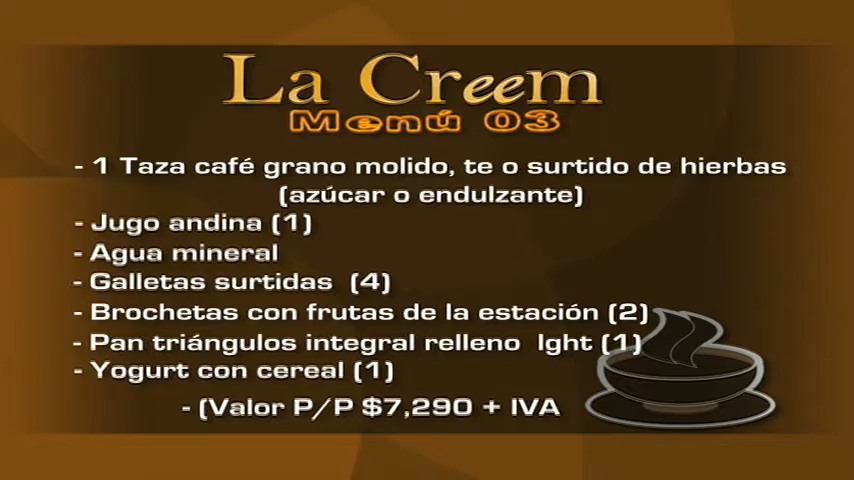 La Creem
Menú 03
- 1 Taza café grano molido, te o surtido de hierbas
(azúcar o endulzante)
- Jugo andina (1)
- Agua mineral
- Galletas surtidas (4)
- Brochetas con frutas de la estación (2)
- Pan triángulos integral relleno lght (1)
- Yogurt con cereal (1)
- (Valor P/P $7,290 + IVA